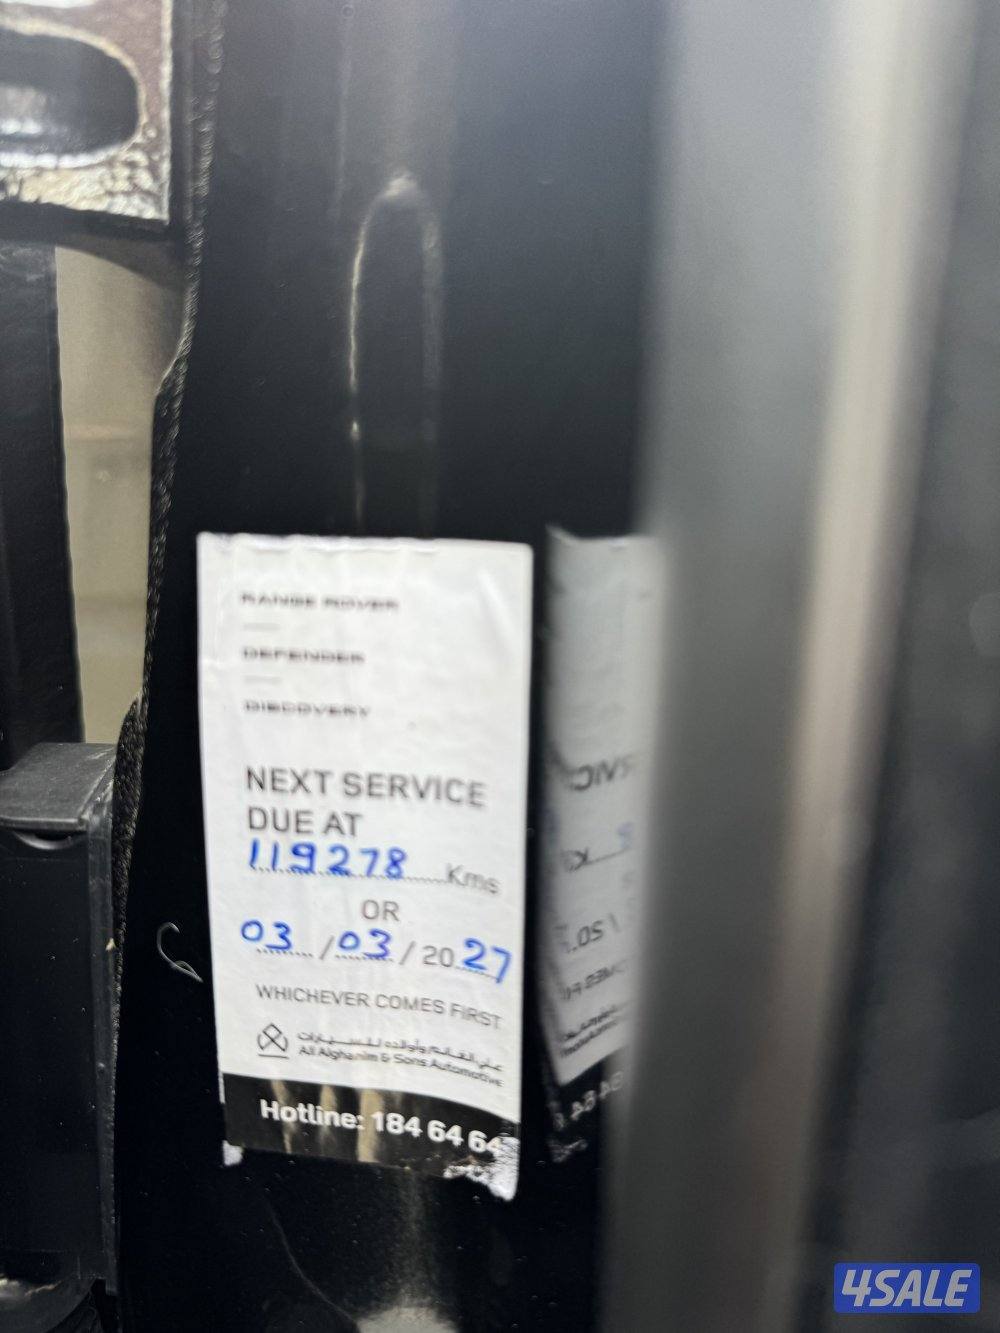 RANGE ROVER
DEFENDER
DISCOVERY
NEXT SERVICE
DUE AT
119278 Kms
OR
03 / 03 / 2027
WHICHEVER COMES FIRST
علي الغانم وأولاده للسيارات
Ali Alghanim & Sons Automotive
Hotline: 184 64 64
4SALE